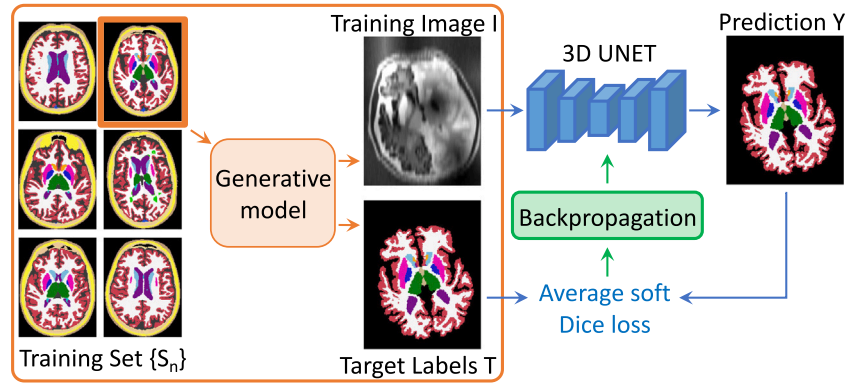 Training Image I
Prediction Y
3D UNET
Generative
model
Backpropagation
Average soft
Dice loss
Training Set {Sₙ}
Target Labels T